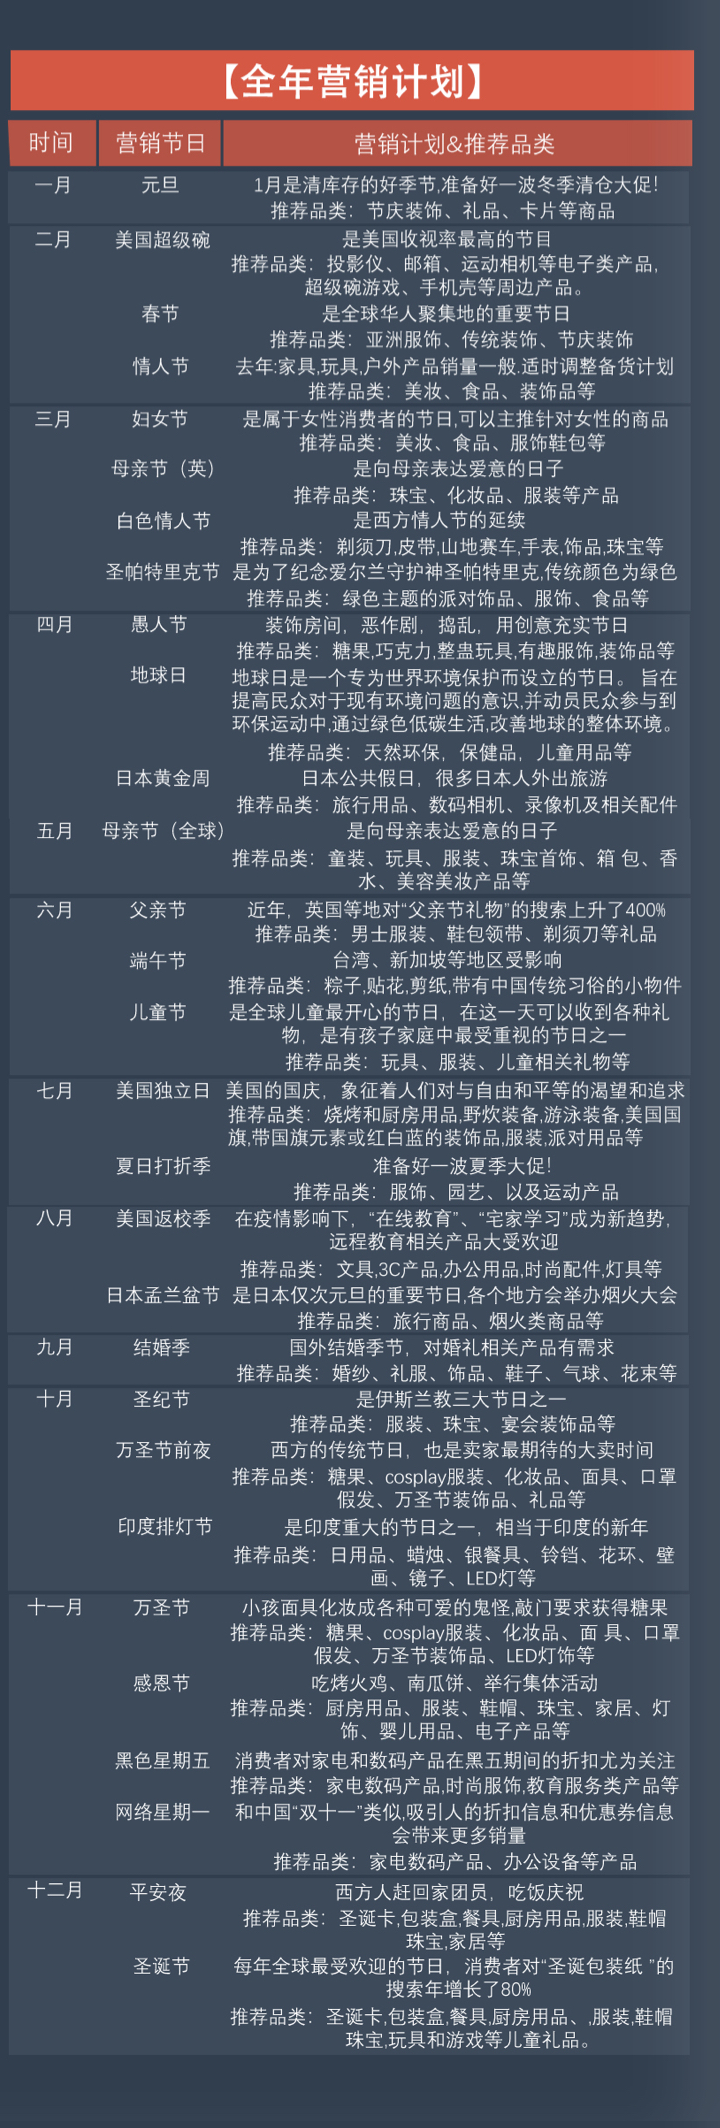 【全年营销计划】
时间 营销节日 营销计划&推荐品类
一月 元旦 1月是清库存的好季节,准备好一波冬季清仓大促!
推荐品类：节庆装饰、礼品、卡片等商品
二月 美国超级碗 是美国收视率最高的节目
推荐品类：投影仪、邮箱、运动相机等电子类产品,
超级碗游戏、手机壳等周边产品。
春节 是全球华人聚集地的重要节日
推荐品类：亚洲服饰、传统装饰、节庆装饰
情人节 去年:家具,玩具,户外产品销量一般.适时调整备货计划
推荐品类：美妆、食品、装饰品等
三月 妇女节 是属于女性消费者的节日,可以主推针对女性的商品
推荐品类：美妆、食品、服饰鞋包等
母亲节（英） 是向母亲表达爱意的日子
推荐品类：珠宝、化妆品、服装等产品
白色情人节 是西方情人节的延续
推荐品类：剃须刀,皮带,山地赛车,手表,饰品,珠宝等
圣帕特里克节 是为了纪念爱尔兰守护神圣帕特里克,传统颜色为绿色
推荐品类：绿色主题的派对饰品、服饰、食品等
四月 愚人节 装饰房间，恶作剧，捣乱，用创意充实节日
推荐品类：糖果,巧克力,整蛊玩具,有趣服饰,装饰品等
地球日 地球日是一个专为世界环境保护而设立的节日。 旨在
提高民众对于现有环境问题的意识,并动员民众参与到
环保运动中,通过绿色低碳生活,改善地球的整体环境。
推荐品类：天然环保，保健品，儿童用品等
日本黄金周 日本公共假日，很多日本人外出旅游
推荐品类：旅行用品、数码相机、录像机及相关配件
五月 母亲节（全球） 是向母亲表达爱意的日子
推荐品类：童装、玩具、服装、珠宝首饰、箱 包、香
水、美容美妆产品等
六月 父亲节 近年，英国等地对“父亲节礼物”的搜索上升了400%
推荐品类：男士服装、鞋包领带、剃须刀等礼品
端午节 台湾、新加坡等地区受影响
推荐品类：粽子,贴花,剪纸,带有中国传统习俗的小物件
儿童节 是全球儿童最开心的节日，在这一天可以收到各种礼
物，是有孩子家庭中最受重视的节日之一
推荐品类：玩具、服装、儿童相关礼物等
七月 美国独立日 美国的国庆，象征着人们对与自由和平等的渴望和追求
推荐品类：烧烤和厨房用品,野炊装备,游泳装备,美国国
旗,带国旗元素或红白蓝的装饰品,服装,派对用品等
夏日打折季 准备好一波夏季大促!
推荐品类：服饰、园艺、以及运动产品
八月 美国返校季 在疫情影响下，“在线教育”、“宅家学习”成为新趋势,
远程教育相关产品大受欢迎
推荐品类：文具,3C产品,办公用品,时尚配件,灯具等
日本孟兰盆节 是日本仅次元旦的重要节日,各个地方会举办烟火大会
推荐品类：旅行商品、烟火类商品等
九月 结婚季 国外结婚季节，对婚礼相关产品有需求
推荐品类：婚纱、礼服、饰品、鞋子、气球、花束等
十月 圣纪节 是伊斯兰教三大节日之一
推荐品类：服装、珠宝、宴会装饰品等
万圣节前夜 西方的传统节日，也是卖家最期待的大卖时间
推荐品类：糖果、cosplay服装、化妆品、面具、口罩
假发、万圣节装饰品、礼品等
印度排灯节 是印度重大的节日之一，相当于印度的新年
推荐品类：日用品、蜡烛、银餐具、铃铛、花环、壁
画、镜子、LED灯等
十一月 万圣节 小孩面具化妆成各种可爱的鬼怪,敲门要求获得糖果
推荐品类：糖果、cosplay服装、化妆品、面 具、口罩
假发、万圣节装饰品、LED灯饰等
感恩节 吃烤火鸡、南瓜饼、举行集体活动
推荐品类：厨房用品、服装、鞋帽、珠宝、家居、灯
饰、婴儿用品、电子产品等
黑色星期五 消费者对家电和数码产品在黑五期间的折扣尤为关注
推荐品类：家电数码产品,时尚服饰,教育服务类产品等
网络星期一 和中国“双十一”类似,吸引人的折扣信息和优惠券信息
会带来更多销量
推荐品类：家电数码产品、办公设备等产品
十二月 平安夜 西方人赶回家团员，吃饭庆祝
推荐品类：圣诞卡,包装盒,餐具,厨房用品,服装,鞋帽
珠宝,家居等
圣诞节 每年全球最受欢迎的节日，消费者对“圣诞包装纸 ”的
搜索年增长了80%
推荐品类：圣诞卡,包装盒,餐具,厨房用品、,服装,鞋帽
珠宝,玩具和游戏等儿童礼品。